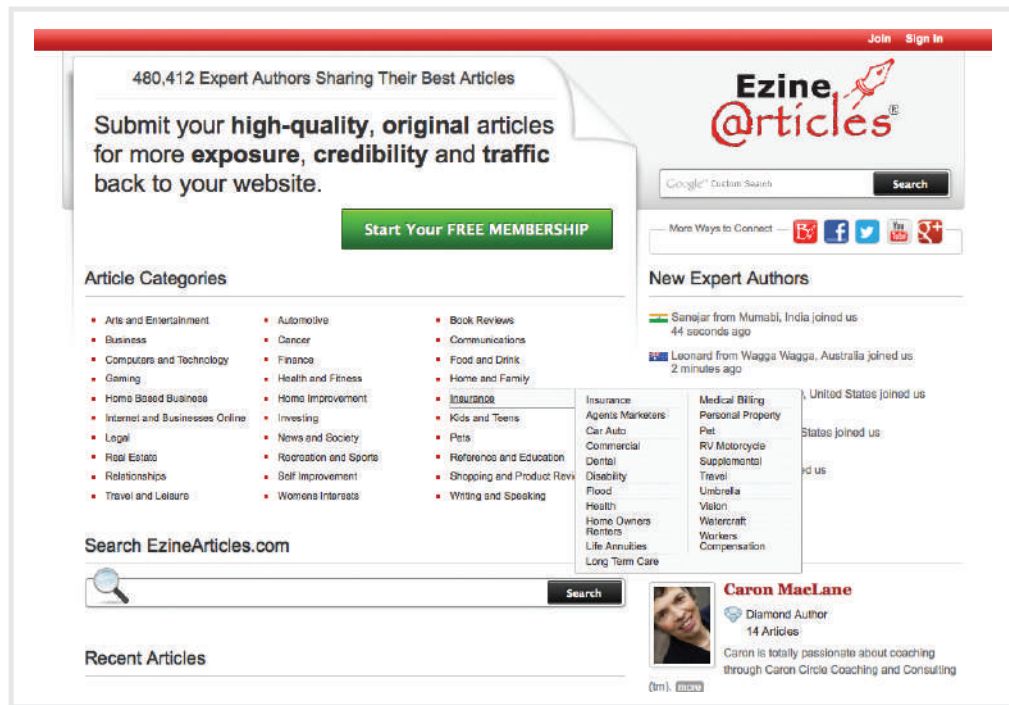 Join Sign In
480,412 Expert Authors Sharing Their Best Articles
Submit your high-quality, original articles
for more exposure, credibility and traffic
back to your website.
Start Your FREE MEMBERSHIP
Ezine
@rticles®
Google™ Custom Search
Search
More Ways to Connect
You
Tube
Article Categories
Arts and Entertainment
Business
Computers and Technology
Gaming
Home Based Business
Internet and Businesses Online
Legal
Real Estate
Relationships
Travel and Leisure
Automotive
Cancer
Finance
Health and Fitness
Home Improvement
Investing
News and Society
Recreation and Sports
Self Improvement
Womens Interests
Book Reviews
Communications
Food and Drink
Home and Family
Insurance
Kids and Teens
Pets
Reference and Education
Shopping and Product Revi
Writing and Speaking
Insurance
Agents Marketers
Car Auto
Commercial
Dental
Disability
Flood
Health
Home Owners
Renters
Life Annuities
Long Term Care
Medical Billing
Personal Property
Pet
RV Motorcycle
Supplemental
Travel
Umbrella
Vision
Watercraft
Workers
Compensation
New Expert Authors
Sanejar from Mumabi, India joined us
44 seconds ago
Leonard from Wagga Wagga, Australia joined us
2 minutes ago
, United States joined us
States joined us
ed us
Search EzineArticles.com
Search
Recent Articles
Caron MacLane
Diamond Author
14 Articles
Caron is totally passionate about coaching
through Caron Circle Coaching and Consulting
(tm). more